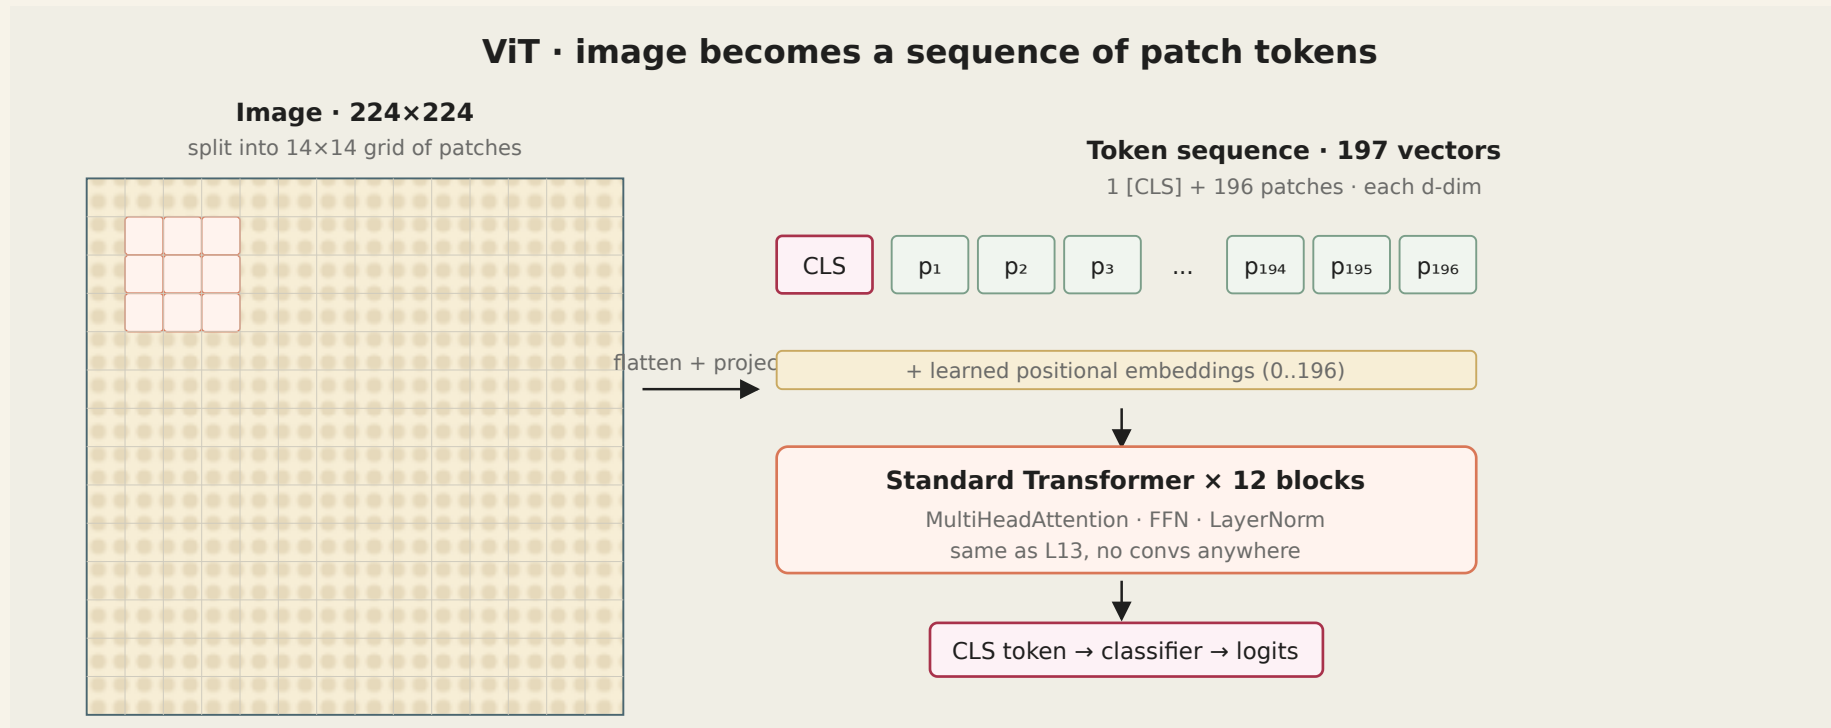 ViT · image becomes a sequence of patch tokens
Image · 224×224
split into 14×14 grid of patches
Token sequence · 197 vectors
1 [CLS] + 196 patches · each d-dim
CLS p₁ p₂ p₃ ... p₁₉₄ p₁₉₅ p₁₉₆
flatten + projec
+ learned positional embeddings (0..196)
Standard Transformer × 12 blocks
MultiHeadAttention · FFN · LayerNorm
same as L13, no convs anywhere
CLS token → classifier → logits